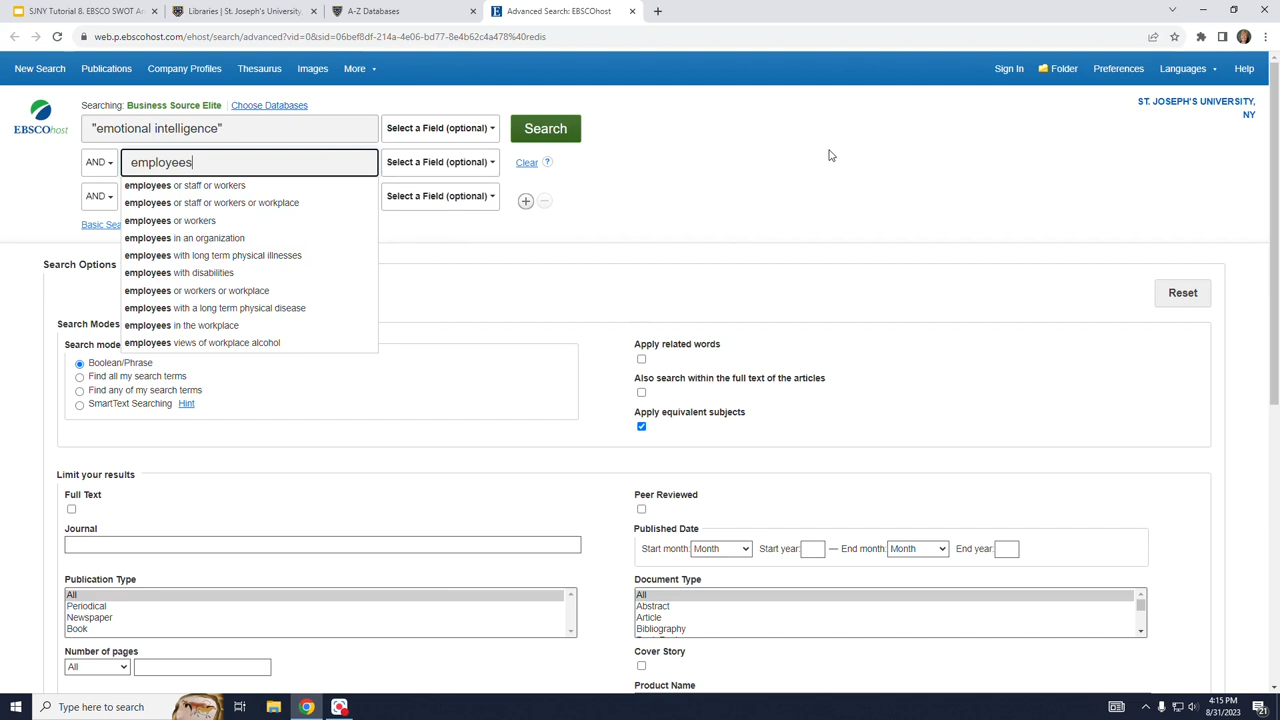 SJNY Tutorial 8. EBSCO SWOT An
Libraries | St. Joseph's University,
A-Z Databases
Advanced Search: EBSCOhost
web.p.ebscohost.com/ehost/search/advanced?vid=0&sid=06bef8df-214a-4e06-bd77-8e4b62c4a478%40redis
New Search Publications Company Profiles Thesaurus Images More
Sign In Folder Preferences Languages Help
EBSCOhost
Searching: Business Source Elite Choose Databases
ST. JOSEPH'S UNIVERSITY,
NY
"emotional intelligence" Select a Field (optional) Search
AND employees Select a Field (optional) Clear ?
AND Select a Field (optional)
employees or staff or workers
employees or staff or workers or workplace
employees or workers
employees in an organization
employees with long term physical illnesses
employees with disabilities
employees or workers or workplace
employees with a long term physical disease
employees in the workplace
employees views of workplace alcohol
Basic Sea
Search Options
Reset
Search Modes
Search mode
Boolean/Phrase
Find all my search terms
Find any of my search terms
SmartText Searching Hint
Apply related words
Also search within the full text of the articles
Apply equivalent subjects
Limit your results
Full Text
Journal
Publication Type
All
Periodical
Newspaper
Book
Number of pages
All
Peer Reviewed
Published Date
Start month: Month Start year: — End month: Month End year:
Document Type
All
Abstract
Article
Bibliography
Cover Story
Product Name
Type here to search
4:15 PM
8/31/2023
21